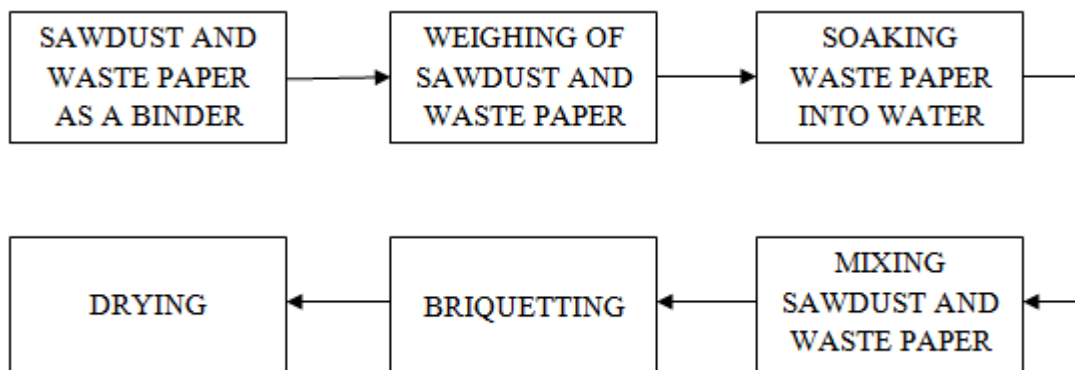 SAWDUST AND
WASTE PAPER
AS A BINDER
WEIGHING OF
SAWDUST AND
WASTE PAPER
SOAKING
WASTE PAPER
INTO WATER
MIXING
SAWDUST AND
WASTE PAPER
BRIQUETTING
DRYING